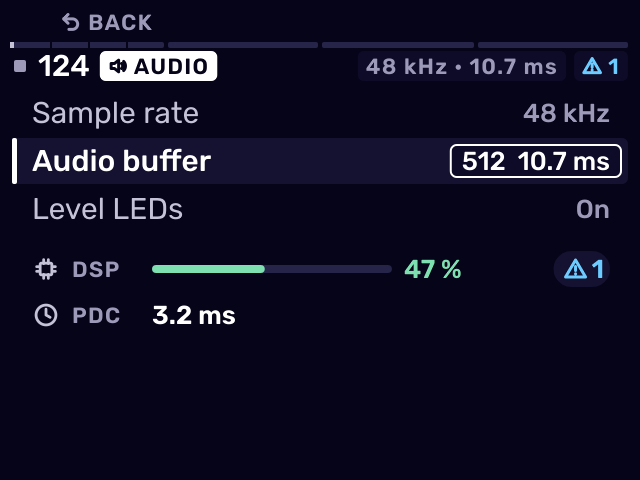 BACK
124 AUDIO 48 kHz • 10.7 ms 1
Sample rate 48 kHz
Audio buffer 512 10.7 ms
Level LEDs On
DSP 47 % 1
PDC 3.2 ms